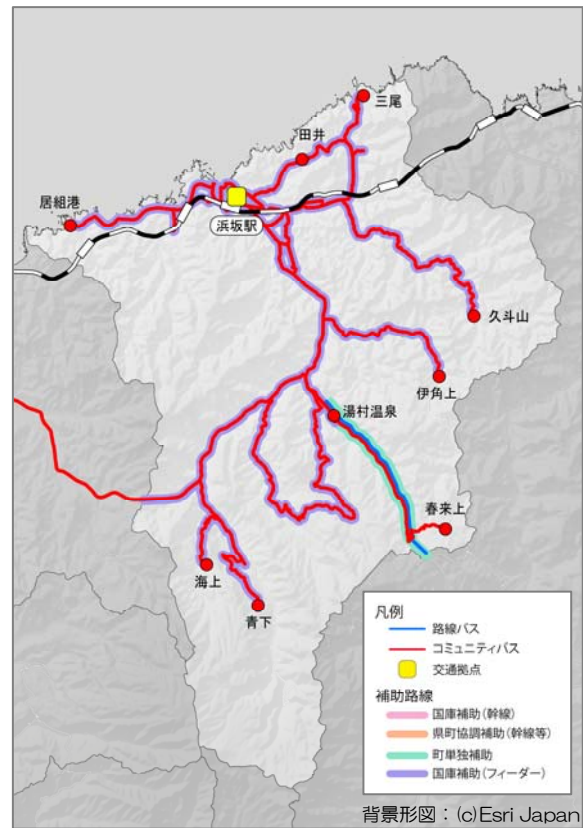 三尾
田井
居組港
浜坂駅
久斗山
伊角上
湯村温泉
春来上
海上
青下
凡例
路線バス
コミュニティバス
交通拠点
補助路線
国庫補助（幹線）
県町協調補助（幹線等）
町単独補助
国庫補助（フィーダー）
背景形図：(c)Esri Japan